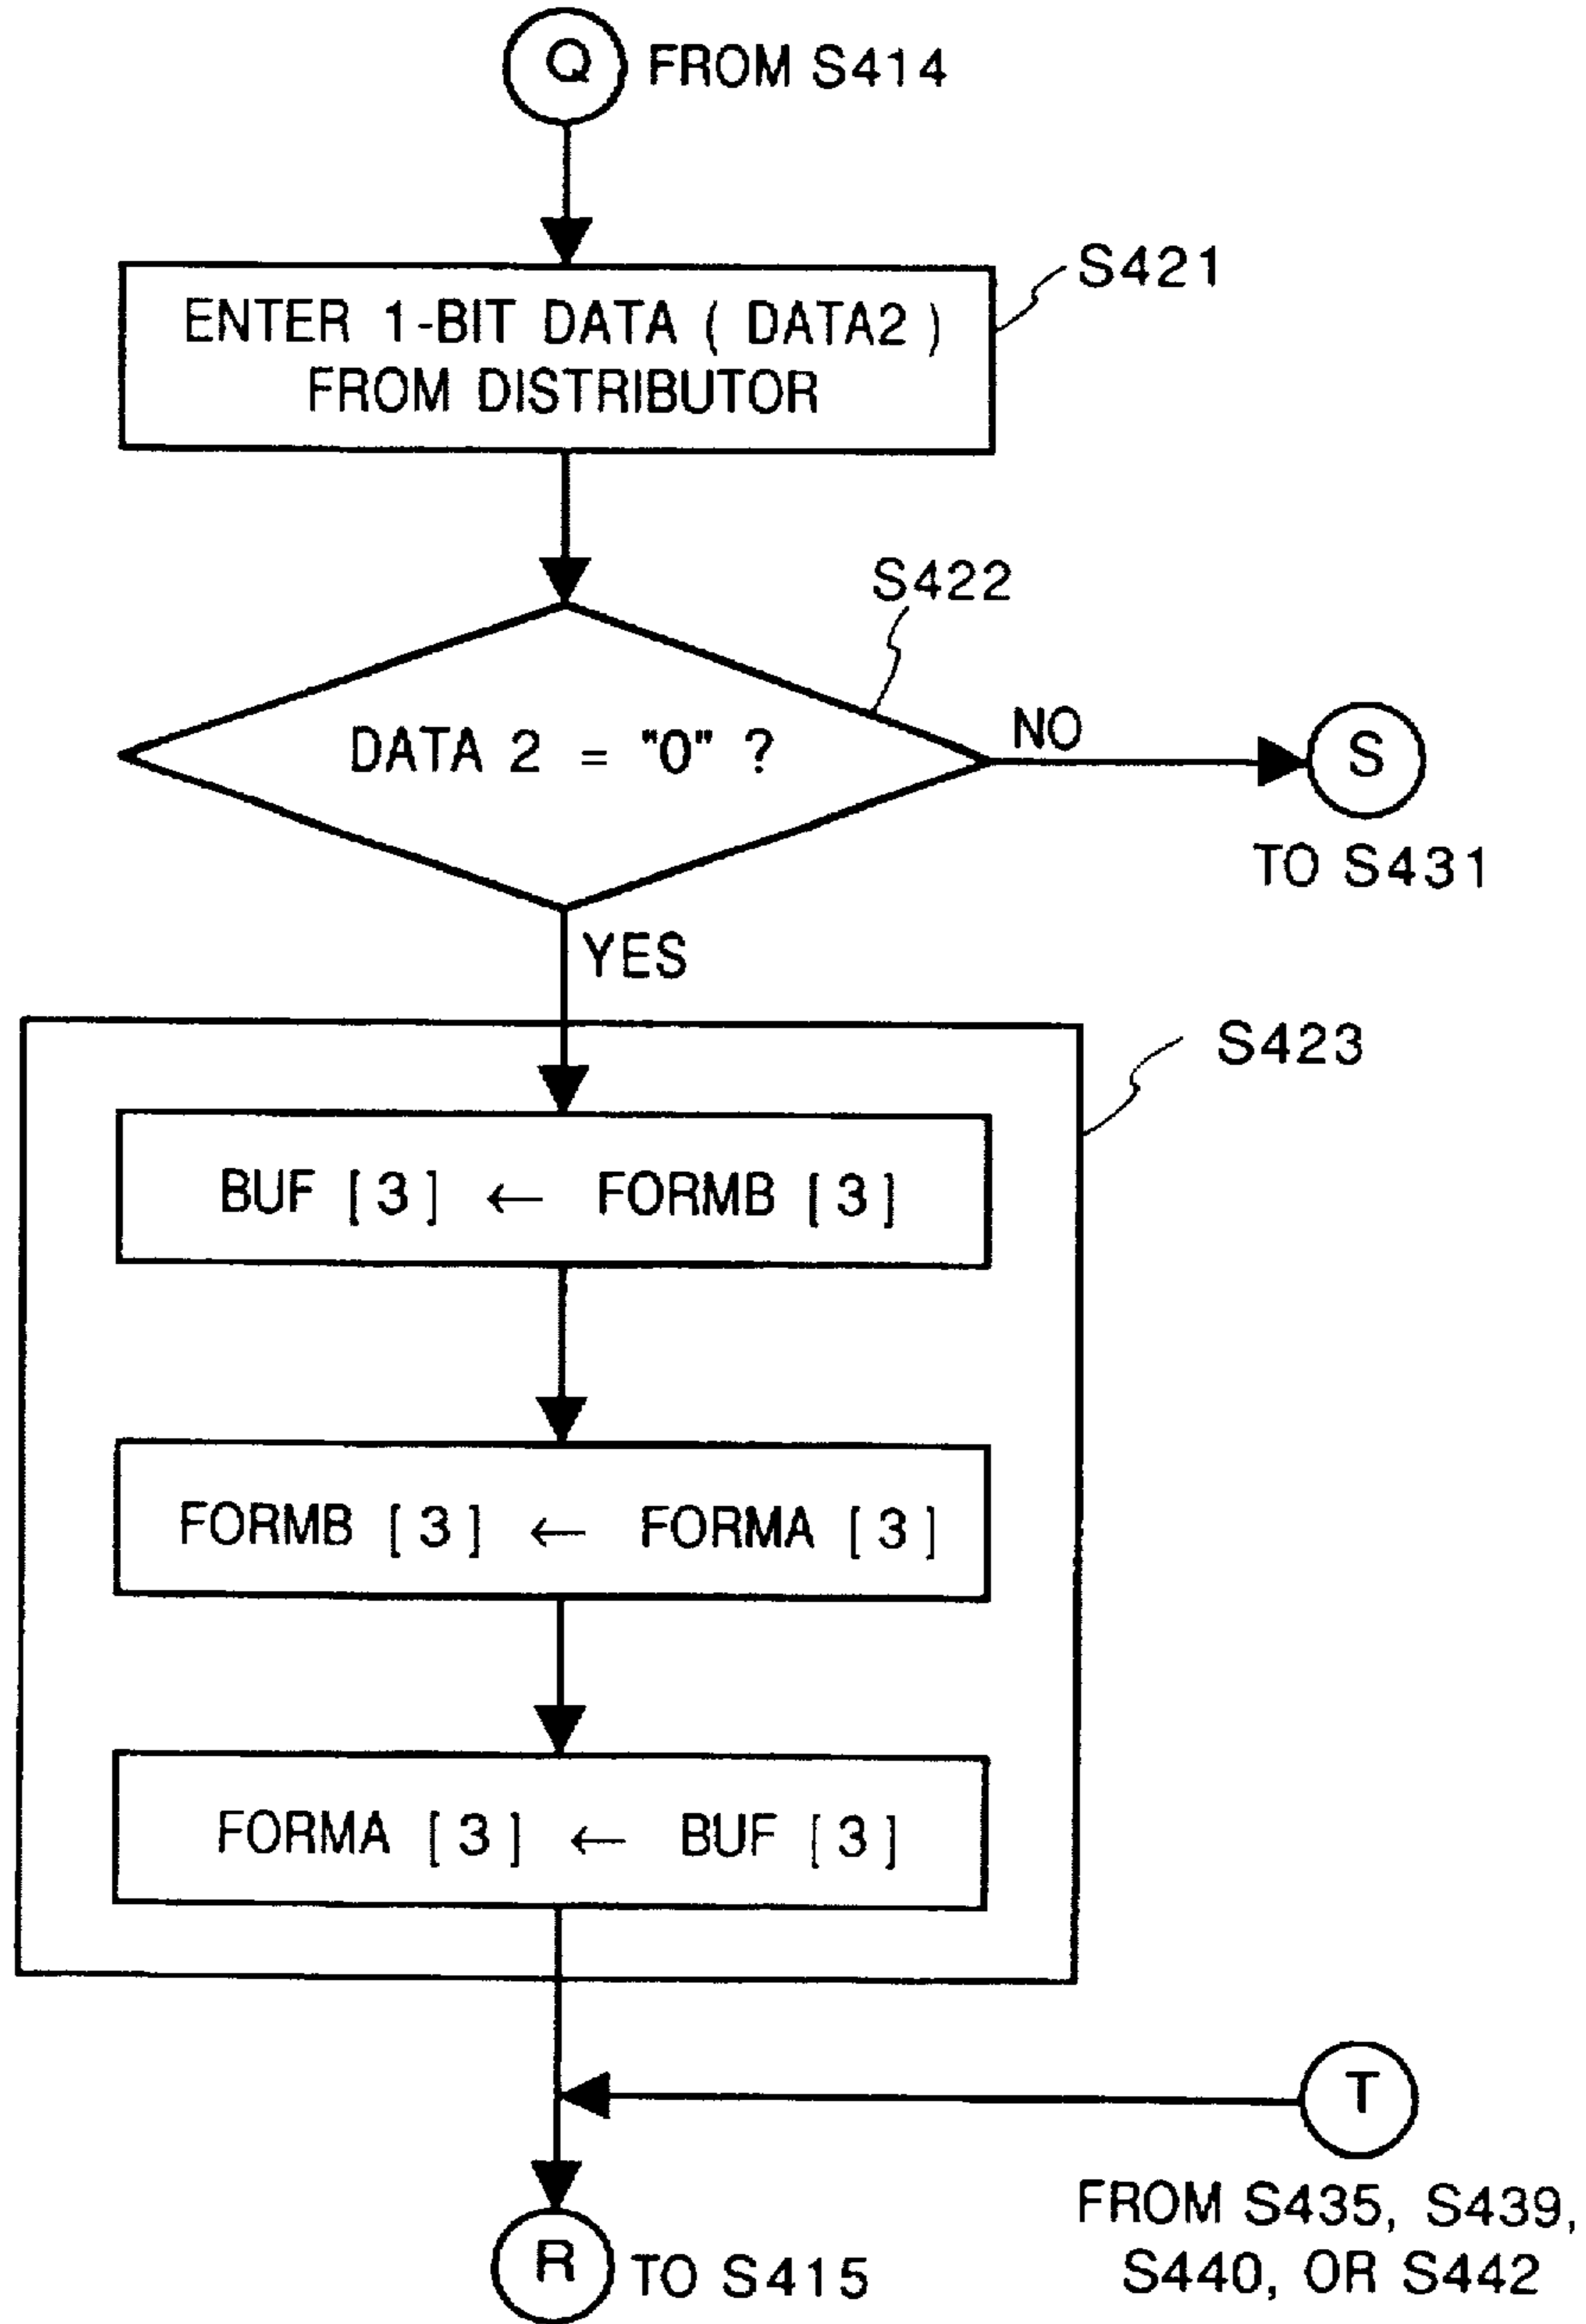 Q FROM S414
S421
ENTER 1-BIT DATA ( DATA2 )
FROM DISTRIBUTOR
S422
DATA 2 = "0" ?
NO
S
TO S431
YES
S423
BUF [ 3 ] ← FORMB [ 3 ]
FORMB [ 3 ] ← FORMA [ 3 ]
FORMA [ 3 ] ← BUF [ 3 ]
T
FROM S435, S439,
S440, OR S442
R TO S415